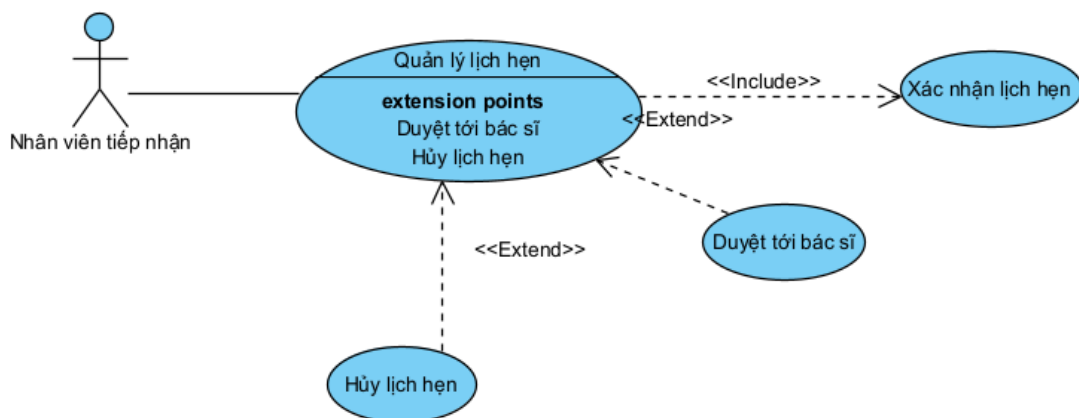 Quản lý lịch hẹn
<<Include>>
Xác nhận lịch hẹn
extension points
<<Extend>>
Duyệt tới bác sĩ
Nhân viên tiếp nhận
Hủy lịch hẹn
Duyệt tới bác sĩ
<<Extend>>
Hủy lịch hẹn